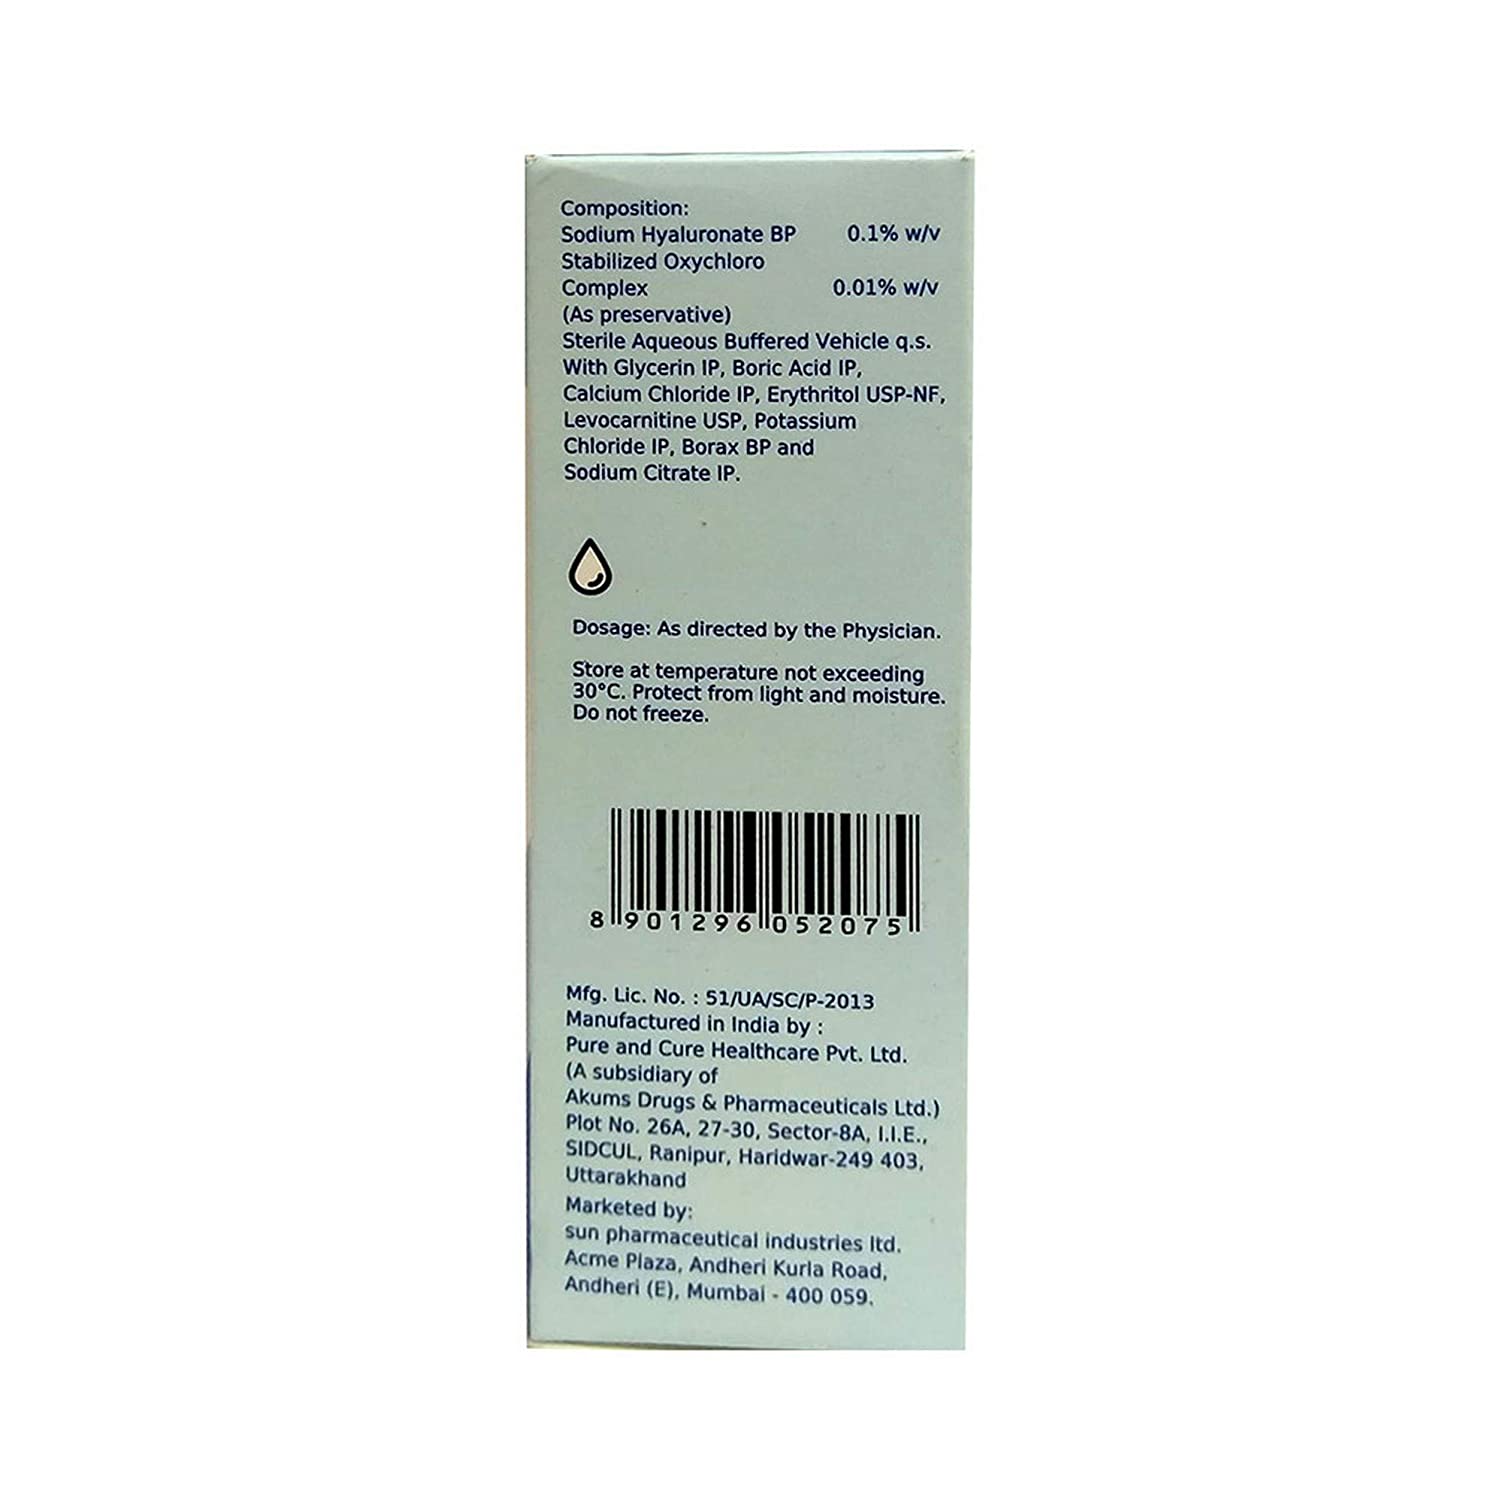 Composition:
Sodium Hyaluronate BP 0.1% w/v
Stabilized Oxychloro
Complex 0.01% w/v
(As preservative)
Sterile Aqueous Buffered Vehicle q.s.
With Glycerin IP, Boric Acid IP,
Calcium Chloride IP, Erythritol USP-NF,
Levocarnitine USP, Potassium
Chloride IP, Borax BP and
Sodium Citrate IP.
Dosage: As directed by the Physician.
Store at temperature not exceeding
30°C. Protect from light and moisture.
Do not freeze.
8 901296 052075
Mfg. Lic. No. : 51/UA/SC/P-2013
Manufactured in India by :
Pure and Cure Healthcare Pvt. Ltd.
(A subsidiary of
Akums Drugs & Pharmaceuticals Ltd.)
Plot No. 26A, 27-30, Sector-8A, I.I.E.,
SIDCUL, Ranipur, Haridwar-249 403,
Uttarakhand
Marketed by:
sun pharmaceutical industries ltd.
Acme Plaza, Andheri Kurla Road,
Andheri (E), Mumbai - 400 059.